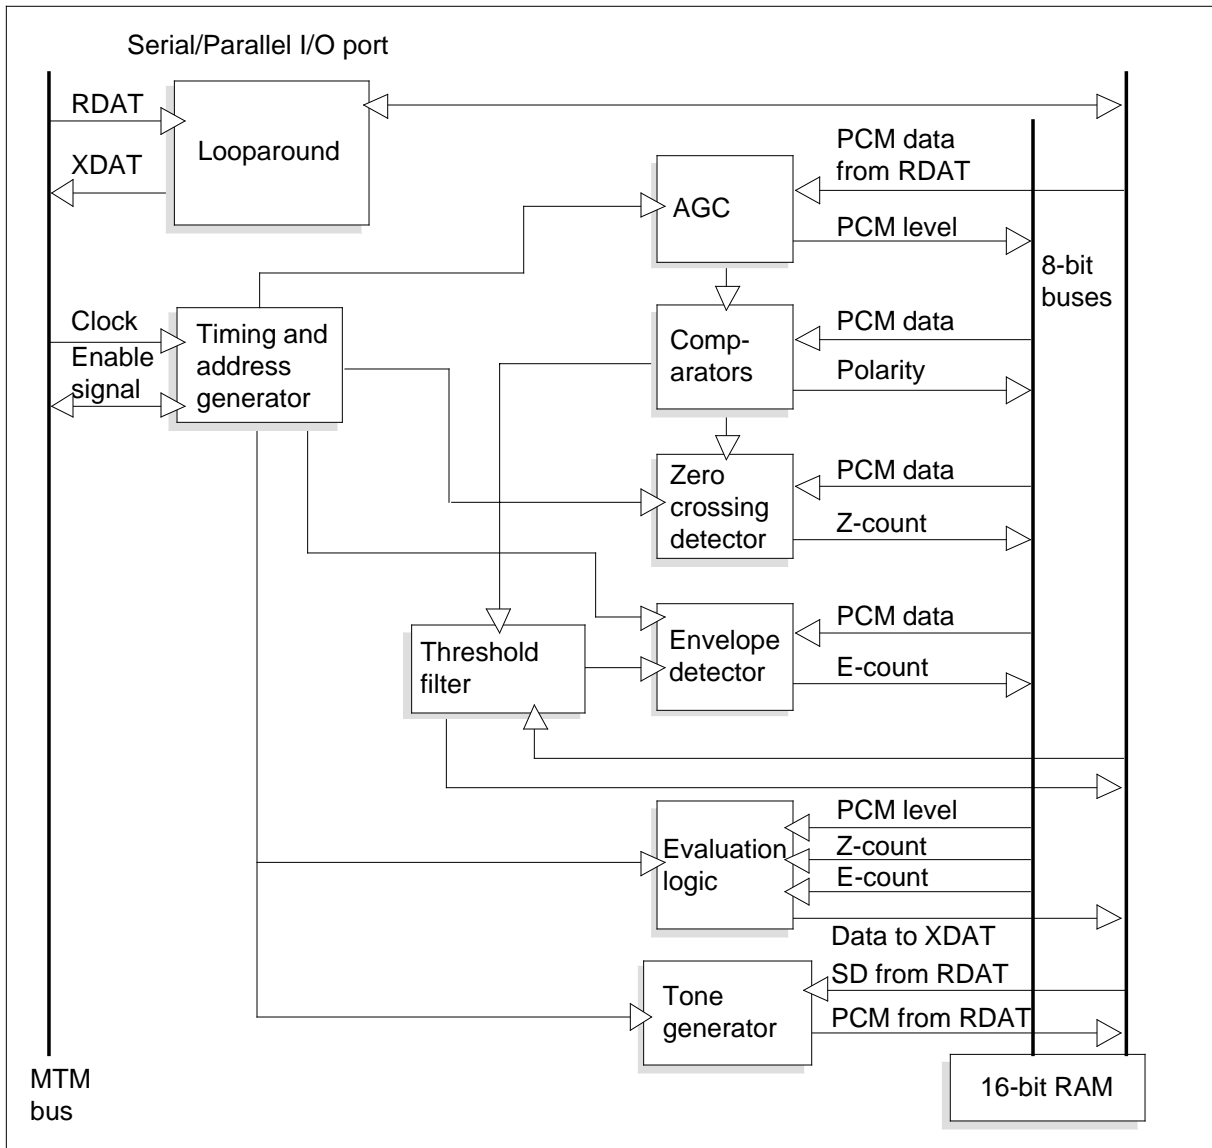 Serial/Parallel I/O port
RDAT
Looparound
XDAT
PCM data
from RDAT
AGC
PCM level
8-bit
buses
Clock
Enable
signal
Timing and
address
generator
Comp-
arators
PCM data
Polarity
Zero
crossing
detector
PCM data
Z-count
Threshold
filter
Envelope
detector
PCM data
E-count
Evaluation
logic
PCM level
Z-count
E-count
Data to XDAT
Tone
generator
SD from RDAT
PCM from RDAT
MTM
bus
16-bit RAM